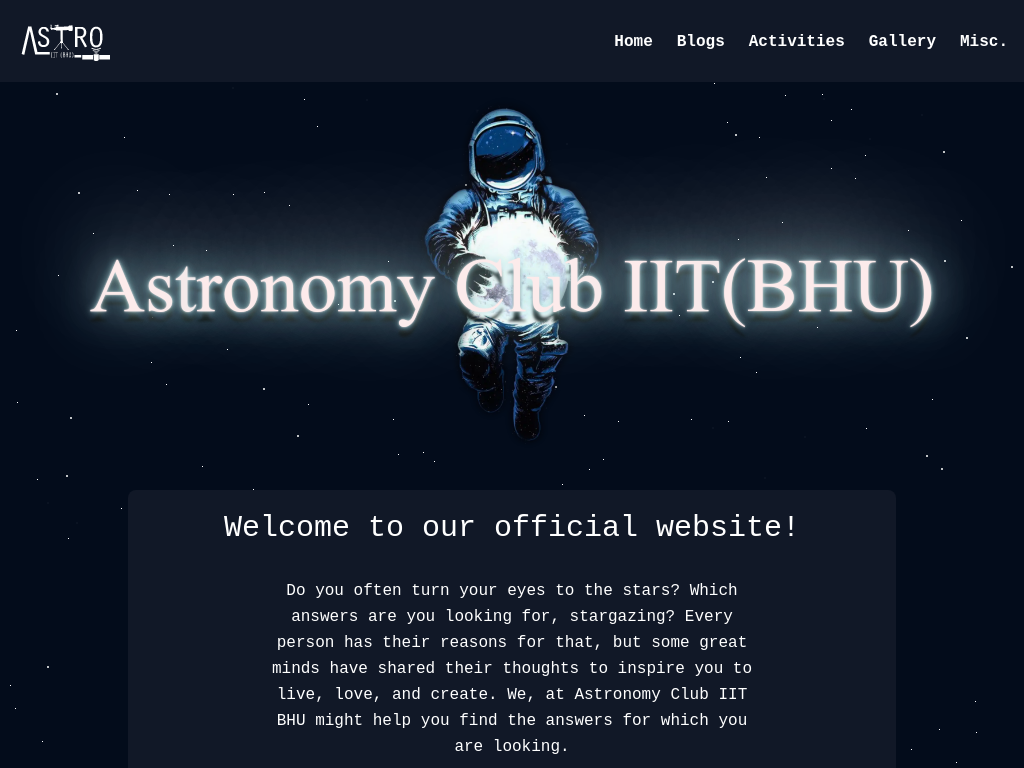 ASTRO
IIT (BHU)
Home Blogs Activities Gallery Misc.
Astronomy Club IIT(BHU)
Welcome to our official website!
Do you often turn your eyes to the stars? Which
answers are you looking for, stargazing? Every
person has their reasons for that, but some great
minds have shared their thoughts to inspire you to
live, love, and create. We, at Astronomy Club IIT
BHU might help you find the answers for which you
are looking.